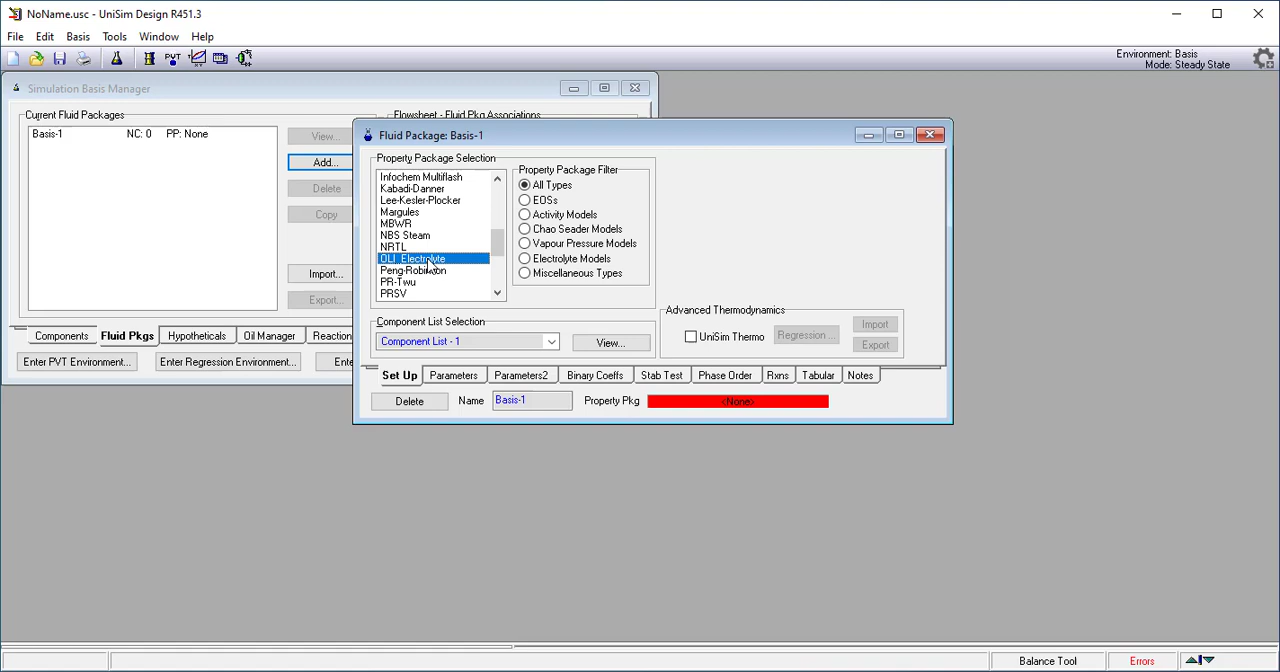 NoName.usc - UniSim Design R451.3
File Edit Basis Tools Window Help
PVT
Environment: Basis
Mode: Steady State
Simulation Basis Manager
Current Fluid Packages
Flowsheet - Fluid Pkg Associations
Basis-1 NC: 0 PP: None
View...
Add...
Delete
Copy
Import...
Export...
Components Fluid Pkgs Hypotheticals Oil Manager Reaction
Enter PVT Environment... Enter Regression Environment... Ente
Fluid Package: Basis-1
Property Package Selection
Infochem Multiflash
Kabadi-Danner
Lee-Kesler-Plocker
Margules
MBWR
NBS Steam
NRTL
OLI_Electrolyte
Peng-Robinson
PR-Twu
PRSV
Property Package Filter
All Types
EOSs
Activity Models
Chao Seader Models
Vapour Pressure Models
Electrolyte Models
Miscellaneous Types
Component List Selection
Component List - 1 View...
Advanced Thermodynamics
UniSim Thermo Regression ... Import
Export
Set Up Parameters Parameters2 Binary Coeffs Stab Test Phase Order Rxns Tabular Notes
Delete Name Basis-1 Property Pkg <None>
Balance Tool Errors